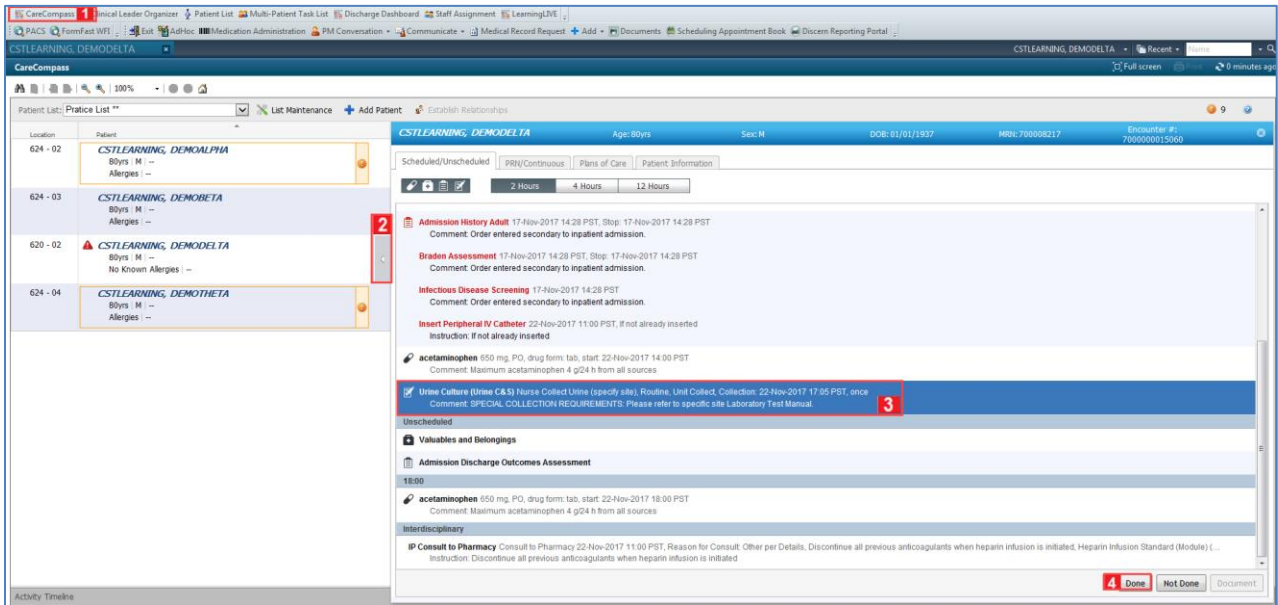 CareCompass 1 Clinical Leader Organizer Patient List Multi-Patient Task List Discharge Dashboard Staff Assignment LearningLIVE
PACS FormFast WFI Exit AdHoc Medication Administration PM Conversation Communicate Medical Record Request Add Documents Scheduling Appointment Book Discern Reporting Portal
CSTLEARNING, DEMODELTA CSTLEARNING, DEMODELTA Recent Name
CareCompass Full screen Print 0 minutes ago
100%
Patient List: Pratice List ** List Maintenance Add Patient Establish Relationships 9
Location Patient
624 - 02 CSTLEARNING, DEMOALPHA
80yrs | M | --
Allergies | --
624 - 03 CSTLEARNING, DEMOBETA
80yrs | M | --
Allergies | --
2
620 - 02 CSTLEARNING, DEMODELTA
80yrs | M | --
No Known Allergies | --
624 - 04 CSTLEARNING, DEMOTHETA
80yrs | M | --
Allergies | --
Activity Timeline
CSTLEARNING, DEMODELTA Age: 80yrs Sex: M DOB: 01/01/1937 MRN: 700008217 Encounter #: 7000000015060
Scheduled/Unscheduled PRN/Continuous Plans of Care Patient Information
2 Hours 4 Hours 12 Hours
Admission History Adult 17-Nov-2017 14:28 PST, Stop: 17-Nov-2017 14:28 PST
Comment: Order entered secondary to inpatient admission.
Braden Assessment 17-Nov-2017 14:28 PST, Stop: 17-Nov-2017 14:28 PST
Comment: Order entered secondary to inpatient admission.
Infectious Disease Screening 17-Nov-2017 14:28 PST
Comment: Order entered secondary to inpatient admission.
Insert Peripheral IV Catheter 22-Nov-2017 11:00 PST, If not already inserted
Instruction: If not already inserted
acetaminophen 650 mg, PO, drug form: tab, start: 22-Nov-2017 14:00 PST
Comment: Maximum acetaminophen 4 g/24 h from all sources
Urine Culture (Urine C&S) Nurse Collect Urine (specify site), Routine, Unit Collect, Collection: 22-Nov-2017 17:05 PST, once
Comment: SPECIAL COLLECTION REQUIREMENTS: Please refer to specific site Laboratory Test Manual. 3
Unscheduled
Valuables and Belongings
Admission Discharge Outcomes Assessment
18:00
acetaminophen 650 mg, PO, drug form: tab, start: 22-Nov-2017 18:00 PST
Comment: Maximum acetaminophen 4 g/24 h from all sources
Interdisciplinary
IP Consult to Pharmacy Consult to Pharmacy 22-Nov-2017 11:00 PST, Reason for Consult: Other per Details, Discontinue all previous anticoagulants when heparin infusion is initiated, Heparin Infusion Standard (Module) (...
Instruction: Discontinue all previous anticoagulants when heparin infusion is initiated
4 Done Not Done Document